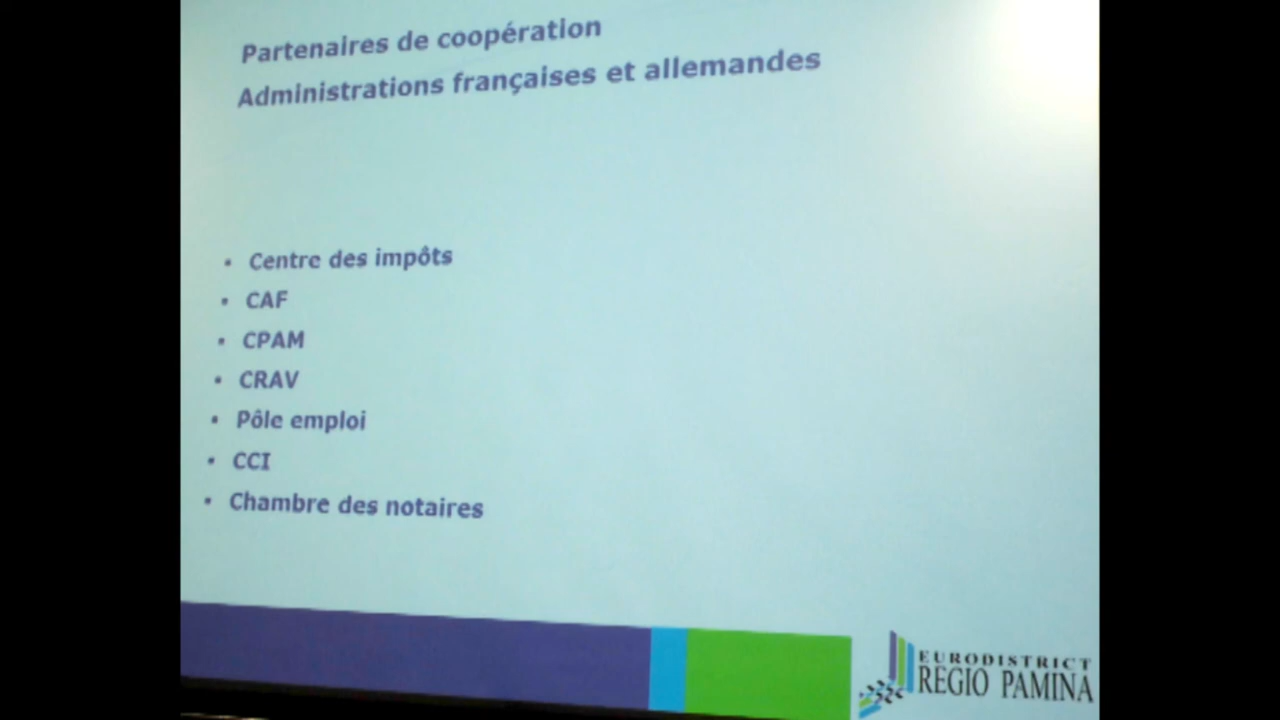 Partenaires de coopération
Administrations françaises et allemandes
• Centre des impôts
• CAF
• CPAM
• CRAV
• Pôle emploi
• CCI
• Chambre des notaires
EURODISTRICT
REGIO PAMINA